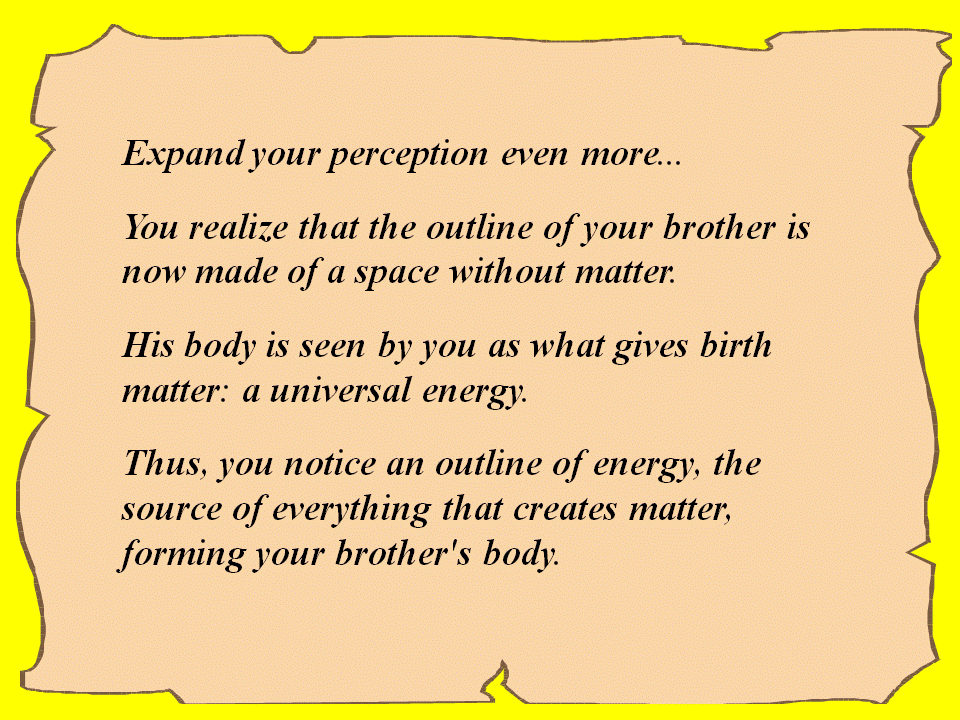 Expand your perception even more...
You realize that the outline of your brother is
now made of a space without matter.
His body is seen by you as what gives birth
matter: a universal energy.
Thus, you notice an outline of energy, the
source of everything that creates matter,
forming your brother's body.